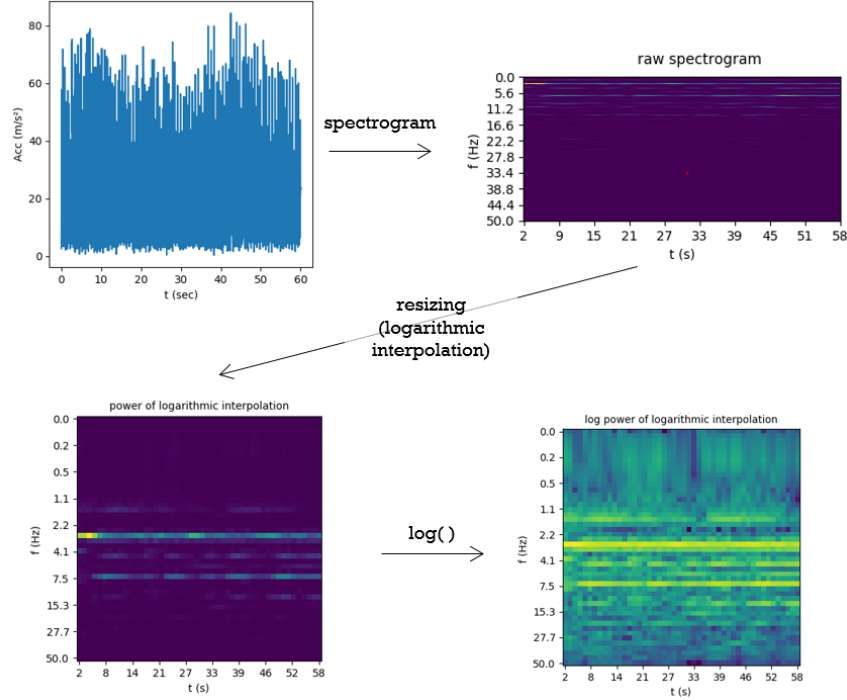 80
60
40
20
0
Acc (m/s²)
0 10 20 30 40 50 60
t (sec)
spectrogram
raw spectrogram
0.0
5.6
11.2
16.6
22.2
27.8
33.4
38.8
44.4
50.0
f (Hz)
2 9 15 21 27 33 39 45 52 58
t (s)
resizing
(logarithmic
interpolation)
power of logarithmic interpolation
0.0
0.2
0.5
1.1
2.2
4.1
7.5
15.3
27.7
50.0
f (Hz)
2 8 14 21 27 33 40 46 52 58
t (s)
log( )
log power of logarithmic interpolation
0.0
0.2
0.5
1.1
2.2
4.1
7.5
15.3
27.7
50.0
f (Hz)
2 8 14 21 27 33 40 46 52 58
t (s)